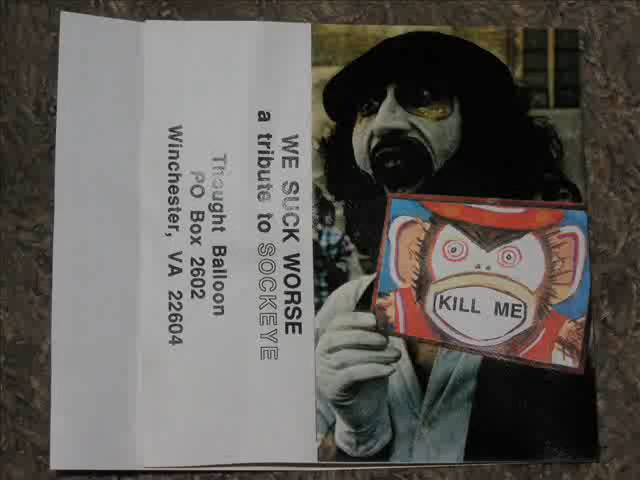 WE SUCK WORSE
a tribute to SOCKEYE
Thought Balloon
PO Box 2602
Winchester, VA 22604
KILL ME